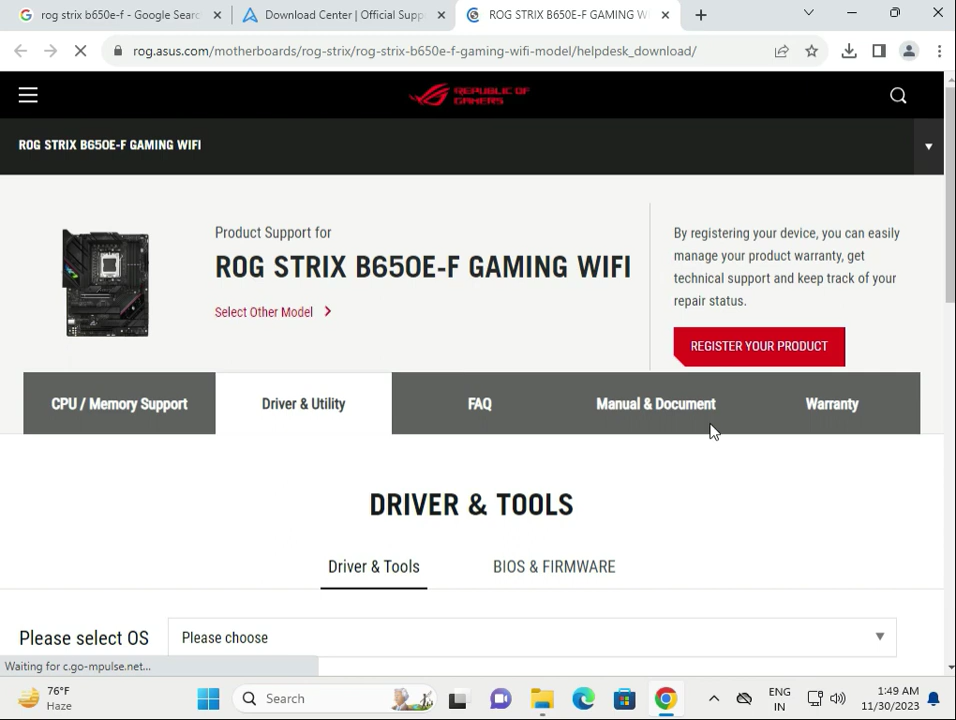 rog strix b650e-f - Google Sear
Download Center | Official Supp
ROG STRIX B650E-F GAMING W
rog.asus.com/motherboards/rog-strix/rog-strix-b650e-f-gaming-wifi-model/helpdesk_download/
REPUBLIC OF
GAMERS
ROG STRIX B650E-F GAMING WIFI
Product Support for
ROG STRIX B650E-F GAMING WIFI
Select Other Model
By registering your device, you can easily
manage your product warranty, get
technical support and keep track of your
repair status.
REGISTER YOUR PRODUCT
CPU / Memory Support
Driver & Utility
FAQ
Manual & Document
Warranty
DRIVER & TOOLS
Driver & Tools
BIOS & FIRMWARE
Please select OS
Please choose
Waiting for c.go-mpulse.net...
76°F
Haze
Search
ENG
IN
1:49 AM
11/30/2023